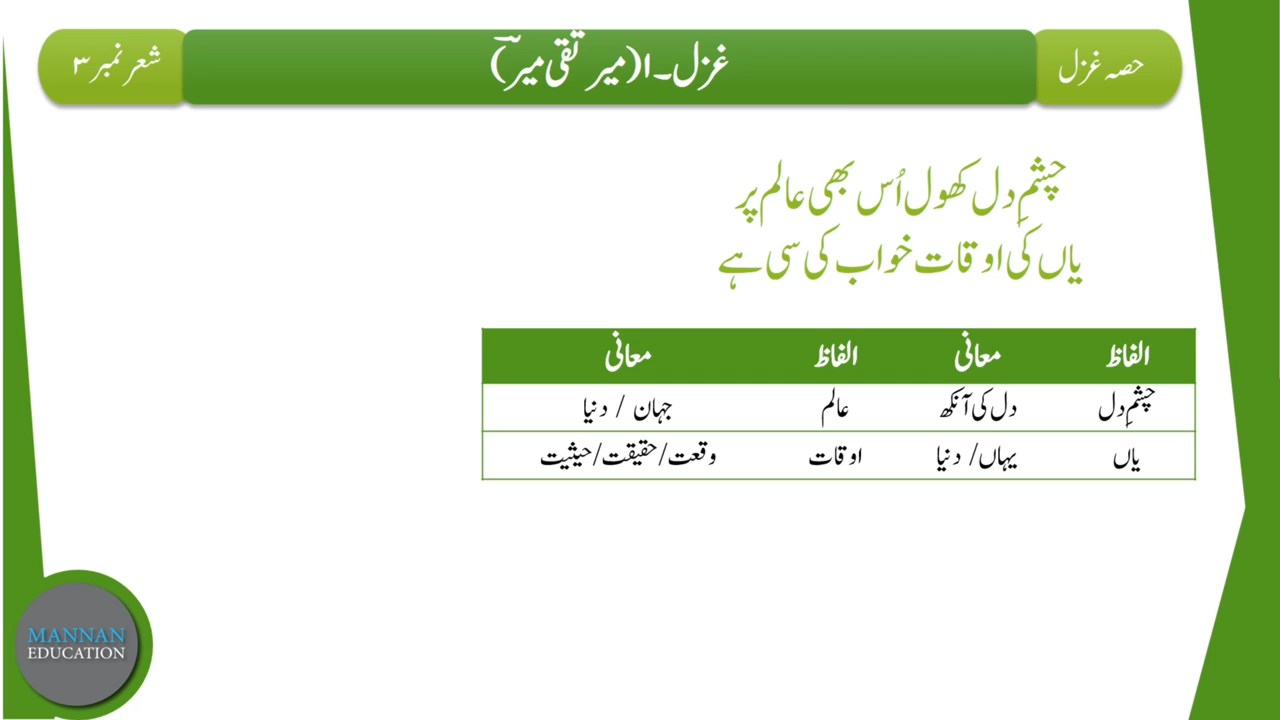 حصہ غزل
غزل۔۱(میر تقی میرؔ)
شعر نمبر ۳
چشمِ دل کھول اُس بھی عالم پر
یاں کی اوقات خواب کی سی ہے
الفاظ معانی الفاظ معانی
چشمِ دل دل کی آنکھ عالم جہان / دنیا
یاں یہاں/ دنیا اوقات وقعت/حقیقت/حیثیت
MANNAN
EDUCATION